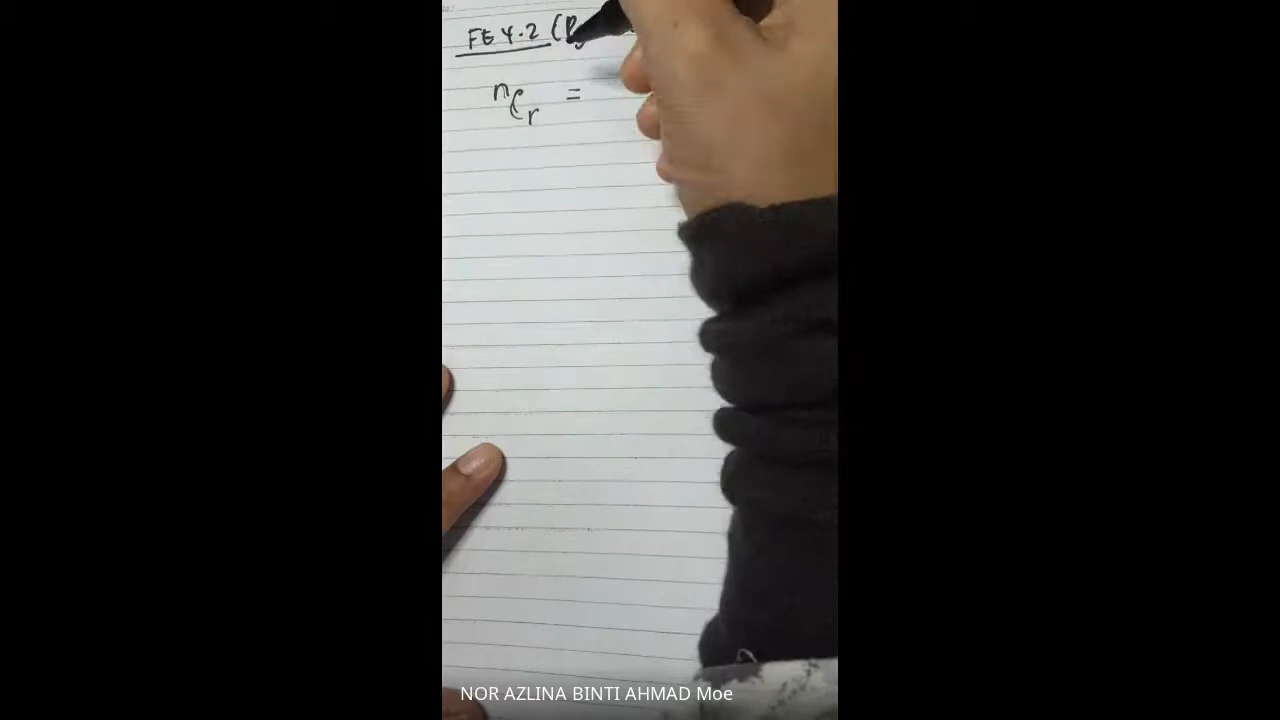 FE 4.2 (P
nCr =
NOR AZLINA BINTI AHMAD Moe